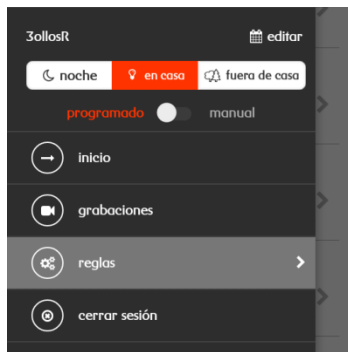 3ollosR editar
noche en casa fuera de casa
programado manual
inicio
grabaciones
reglas
cerrar sesión